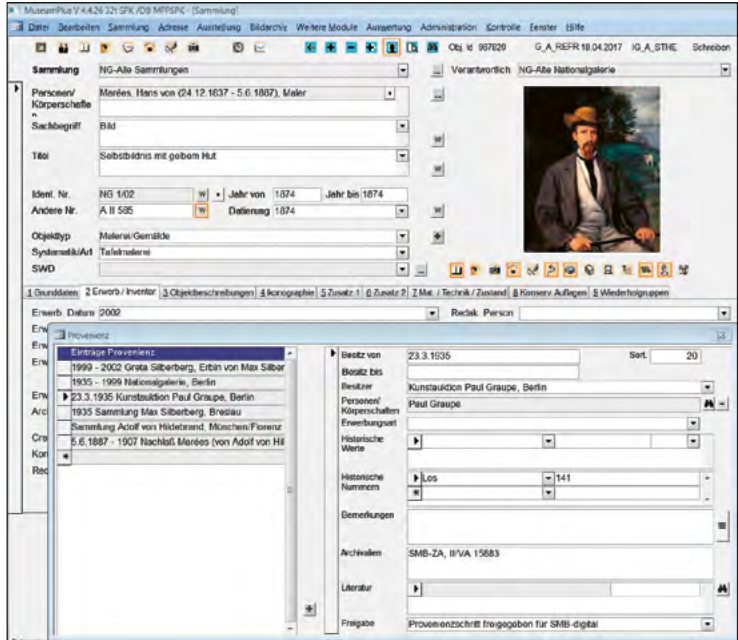 MuseumPlus V 4.4.26 32t SPK /DB MPPSPK - [Sammlung]
Datei Bearbeiten Sammlung Adresse Ausstellung Bildarchiv Weitere Module Auswertung Administration Kontrolle Fenster Hilfe
Obj. Id 967820 G_A_REFR 18.04.2017 IG_A_STHE Schreiben
Sammlung NG-Alte Sammlungen ... Verantwortlich NG-Alte Nationalgalerie
Personen/ Körperschafte n Marées, Hans von (24.12.1837 - 5.6.1887), Maler ...
Sachbegriff Bild
Titel Selbstbildnis mit gelbem Hut
Ident. Nr. NG 1/02 W Jahr von 1874 Jahr bis 1874
Andere Nr. A II 585 W Datierung 1874
Objekttyp Malerei/Gemälde
Systematik/Art Tafelmalerei
SWD ...
1 Grunddaten 2 Erwerb / Inventar 3 Objektbeschreibungen 4 Ikonographie 5 Zusatz 1 6 Zusatz 2 7 Mat. / Technik / Zustand 8 Konserv. Auflagen 9 Wiederholgruppen
Erwerb Datum 2002 Redak. Person
Provenienz
Einträge Provenienz
1999 - 2002 Greta Silberberg, Erbin von Max Silber
1935 - 1999 Nationalgalerie, Berlin
23.3.1935 Kunstauktion Paul Graupe, Berlin
1935 Sammlung Max Silberberg, Breslau
Sammlung Adolf von Hildebrand, München/Florenz
5.6.1887 - 1907 Nachlaß Marées (von Adolf von Hil
Besitz von 23.3.1935 Sort. 20
Besitz bis
Besitzer Kunstauktion Paul Graupe, Berlin
Personen/ Körperschaften Paul Graupe
Erwerbungsart
Historische Werte
Historische Nummern Los 141
Bemerkungen
Archivalien SMB-ZA, II/VA 15883
Literatur
Freigabe Provenienzschritt freigegeben für SMB-digital